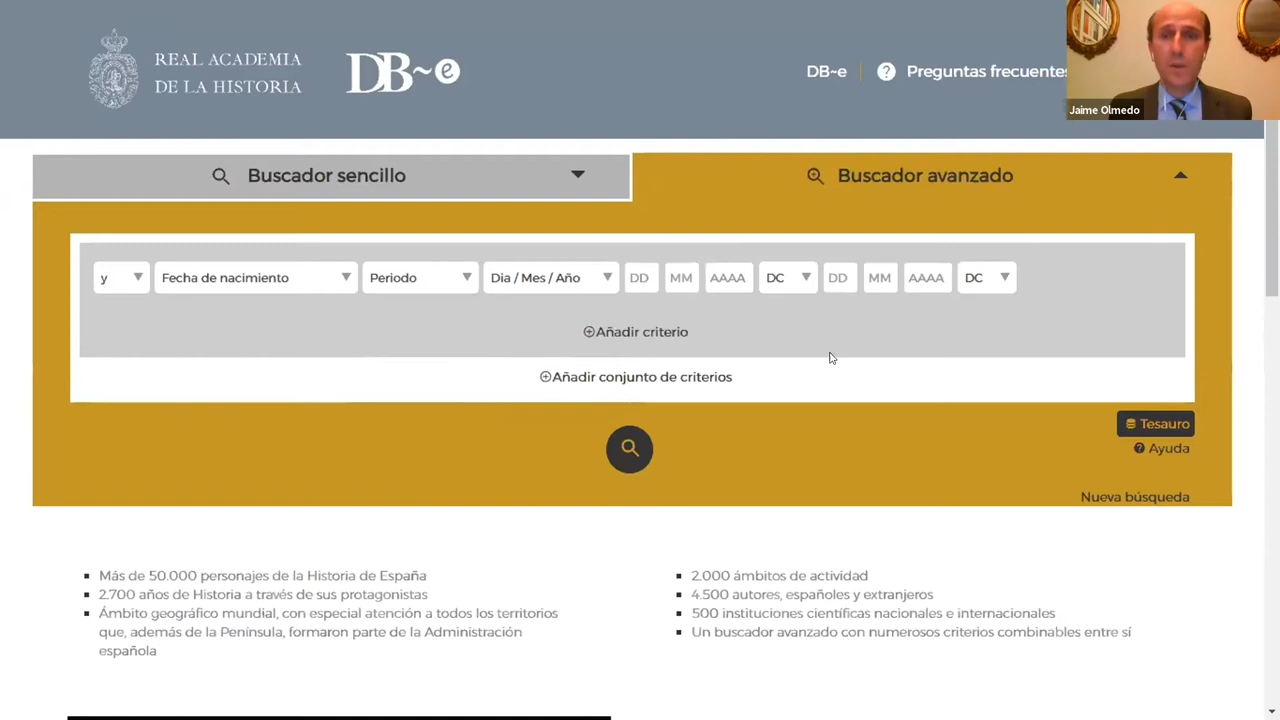 REAL ACADEMIA
DE LA HISTORIA
DB~e
DB~e
Preguntas frecuentes
Jaime Olmedo
Buscador sencillo
Buscador avanzado
y
Fecha de nacimiento
Periodo
Dia / Mes / Año
DD
MM
AAAA
DC
DD
MM
AAAA
DC
Añadir criterio
Añadir conjunto de criterios
Tesauro
Ayuda
Nueva búsqueda
Más de 50.000 personajes de la Historia de España
2.700 años de Historia a través de sus protagonistas
Ámbito geográfico mundial, con especial atención a todos los territorios
que, además de la Península, formaron parte de la Administración
española
2.000 ámbitos de actividad
4.500 autores, españoles y extranjeros
500 instituciones científicas nacionales e internacionales
Un buscador avanzado con numerosos criterios combinables entre sí